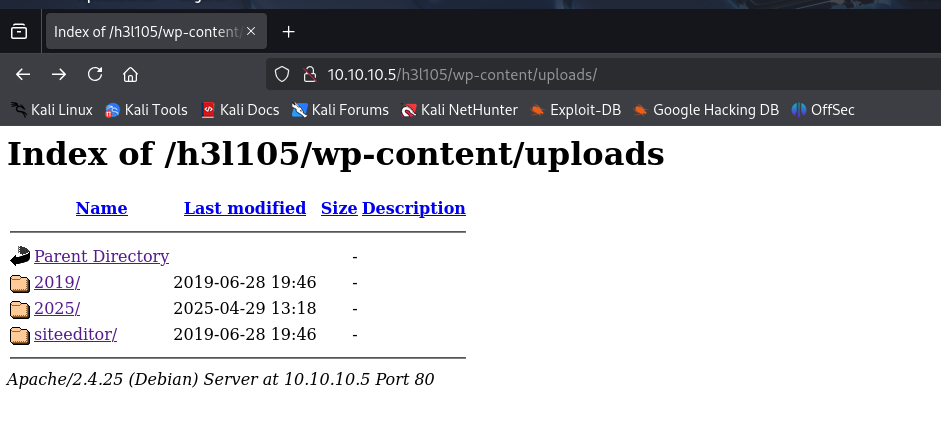 Index of /h3l105/wp-content/
10.10.10.5/h3l105/wp-content/uploads/
Kali Linux Kali Tools Kali Docs Kali Forums Kali NetHunter Exploit-DB Google Hacking DB OffSec
Index of /h3l105/wp-content/uploads
Name Last modified Size Description
Parent Directory -
2019/ 2019-06-28 19:46 -
2025/ 2025-04-29 13:18 -
siteeditor/ 2019-06-28 19:46 -
Apache/2.4.25 (Debian) Server at 10.10.10.5 Port 80